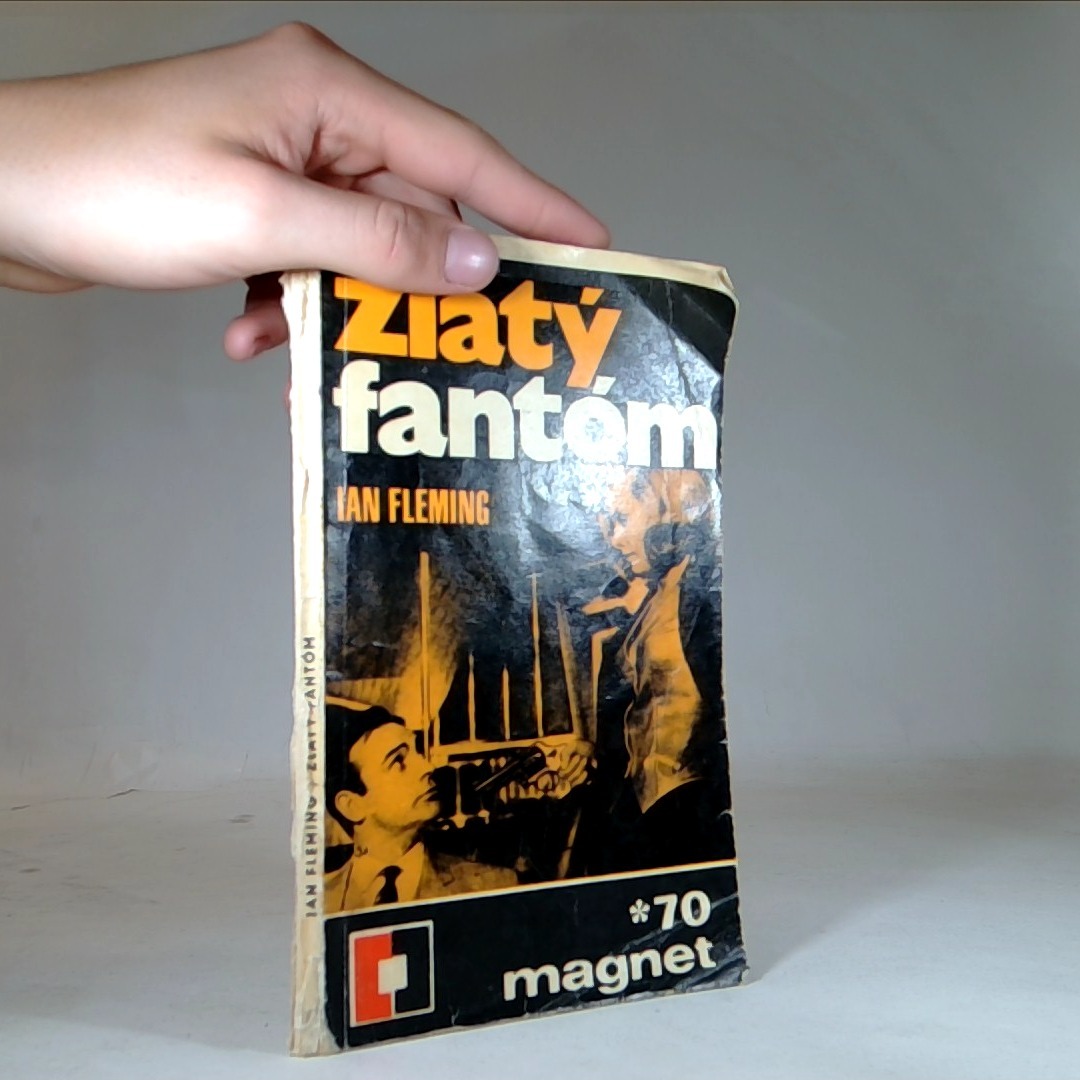 Zlatý
fantóm
IAN FLEMING
*70
magnet
IAN FLEMING ZLATÝ FANTÓM